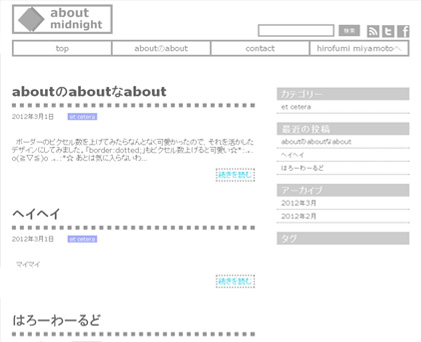 about
midnight
検索
top
aboutのabout
contact
hirofumi miyamotoへ
aboutのaboutなabout
2012年3月1日 et cetera
ボーダーのピクセル数を上げてみたらなんとなく可愛かったので、それを活かした
デザインにしてみました。「border:dotted;」もピクセル数上げると可愛い☆*:..。
o(≧▽≦)o .。.:*☆ あとは気に入らないわ...
続きを読む
ヘイヘイ
2012年3月1日 et cetera
マイマイ
続きを読む
はろーわーるど
カテゴリー
et cetera
最近の投稿
aboutのaboutなabout
ヘイヘイ
はろーわーるど
アーカイブ
2012年3月
2012年2月
タグ